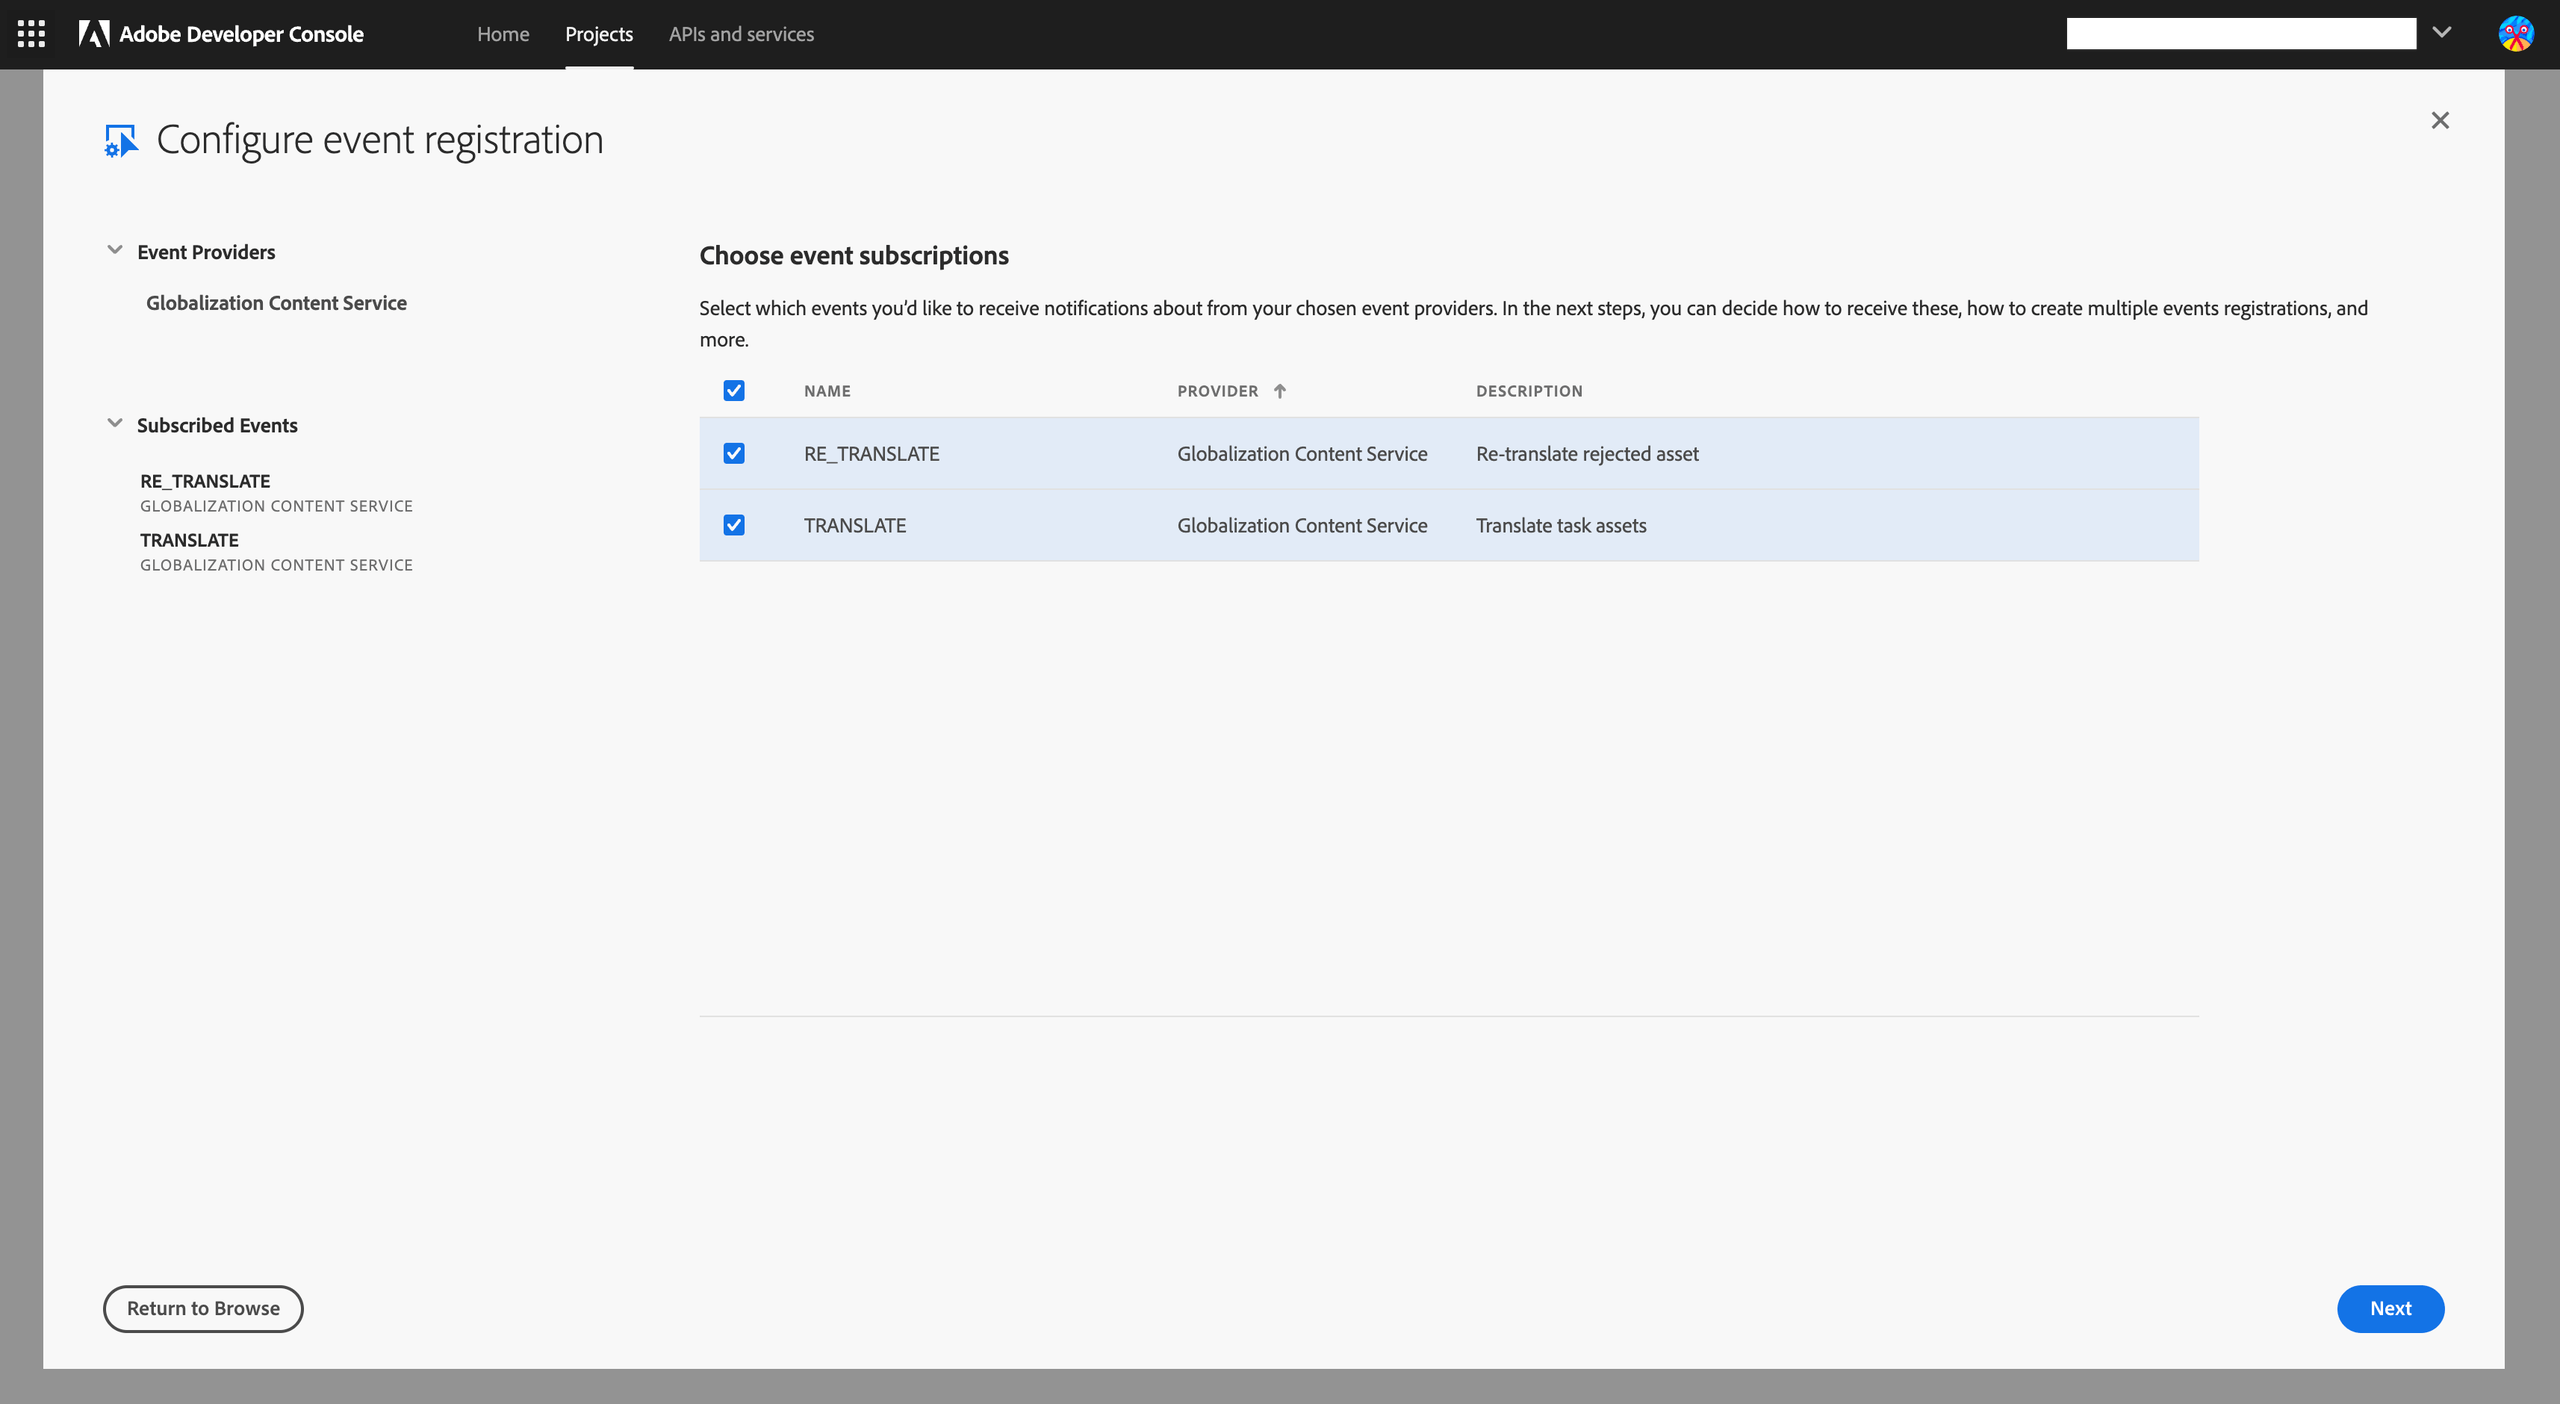 Adobe Developer Console
Home
Projects
APIs and services
Configure event registration
Event Providers
Globalization Content Service
Subscribed Events
RE_TRANSLATE
GLOBALIZATION CONTENT SERVICE
TRANSLATE
GLOBALIZATION CONTENT SERVICE
Choose event subscriptions
Select which events you’d like to receive notifications about from your chosen event providers. In the next steps, you can decide how to receive these, how to create multiple events registrations, and
more.
NAME PROVIDER DESCRIPTION
RE_TRANSLATE Globalization Content Service Re-translate rejected asset
TRANSLATE Globalization Content Service Translate task assets
Return to Browse
Next